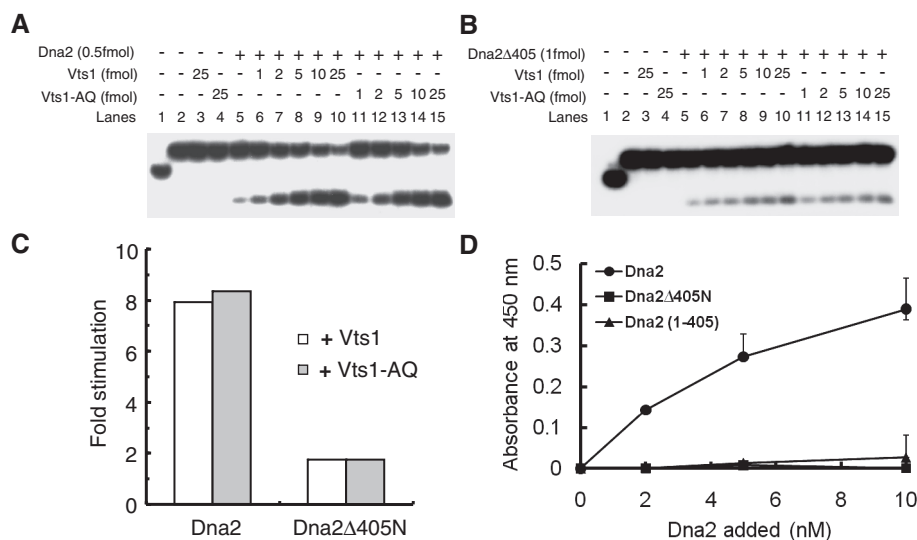 A
Dna2 (0.5fmol) - - - - + + + + + + + + + + +
Vts1 (fmol) - - 25 - - 1 2 5 10 25 - - - - -
Vts1-AQ (fmol) - - - 25 - - - - - - 1 2 5 10 25
Lanes 1 2 3 4 5 6 7 8 9 10 11 12 13 14 15
B
Dna2Δ405 (1fmol) - - - - + + + + + + + + + + +
Vts1 (fmol) - - 25 - - 1 2 5 10 25 - - - - -
Vts1-AQ (fmol) - - - 25 - - - - - - 1 2 5 10 25
Lanes 1 2 3 4 5 6 7 8 9 10 11 12 13 14 15
C
Fold stimulation
10
8
6
4
2
0
+ Vts1
+ Vts1-AQ
Dna2
Dna2Δ405N
D
Absorbance at 450 nm
0.5
0.4
0.3
0.2
0.1
0
Dna2
Dna2Δ405N
Dna2 (1-405)
0 2 4 6 8 10
Dna2 added (nM)